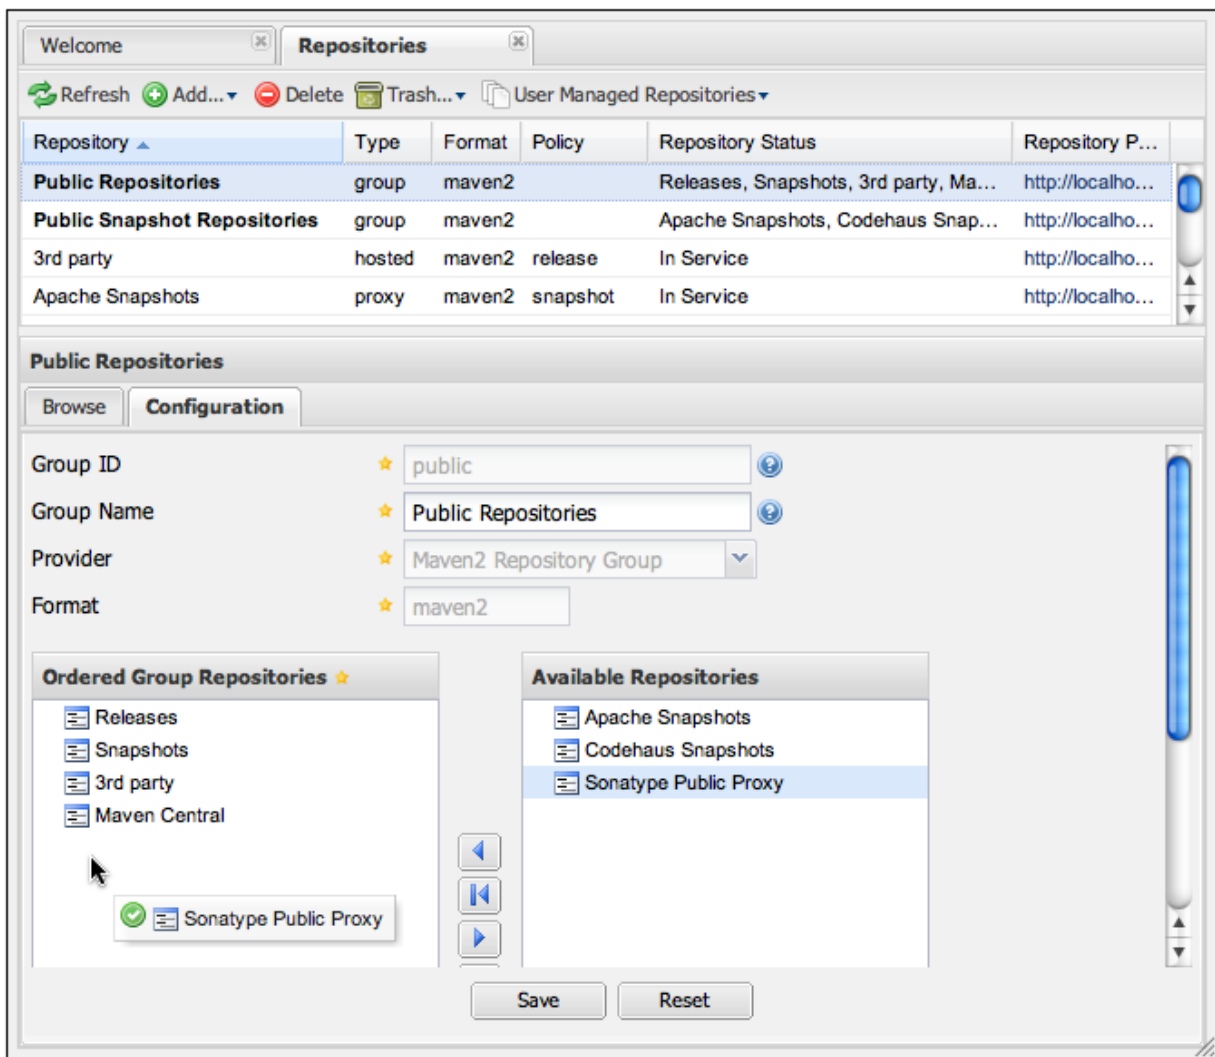 Welcome Repositories
Refresh Add... Delete Trash... User Managed Repositories
Repository Type Format Policy Repository Status Repository P...
Public Repositories group maven2 Releases, Snapshots, 3rd party, Ma... http://localho...
Public Snapshot Repositories group maven2 Apache Snapshots, Codehaus Snap... http://localho...
3rd party hosted maven2 release In Service http://localho...
Apache Snapshots proxy maven2 snapshot In Service http://localho...
Public Repositories
Browse Configuration
Group ID public
Group Name Public Repositories
Provider Maven2 Repository Group
Format maven2
Ordered Group Repositories Available Repositories
Releases Apache Snapshots
Snapshots Codehaus Snapshots
3rd party Sonatype Public Proxy
Maven Central
Sonatype Public Proxy
Save Reset